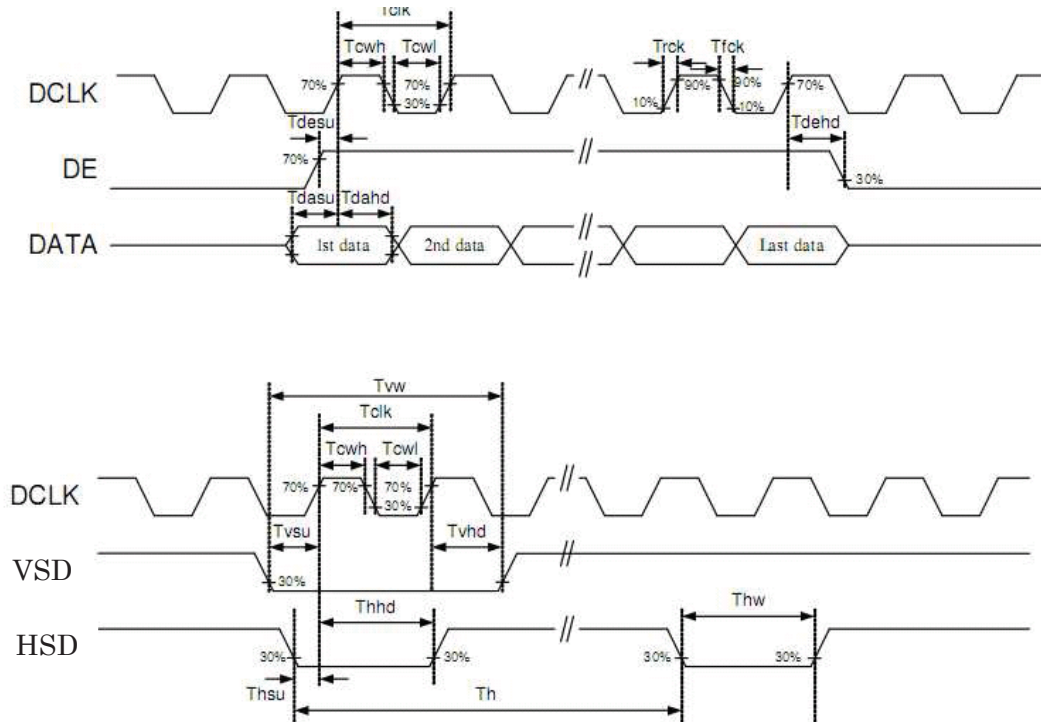 Tclk
Tcwh Tcwl Trck Tfck
DCLK 70% 70% 30% 10% 90% 90% 10% 70%
Tdesu Tdehd
DE 70% 30%
Tdasu Tdahd
DATA 1st data 2nd data Last data
Tvw
Tclk
Tcwh Tcwl
DCLK 70% 70% 70% 30%
Tvsu Tvhd
VSD 30%
Thhd Thw
HSD 30% 30% 30% 30%
Thsu Th